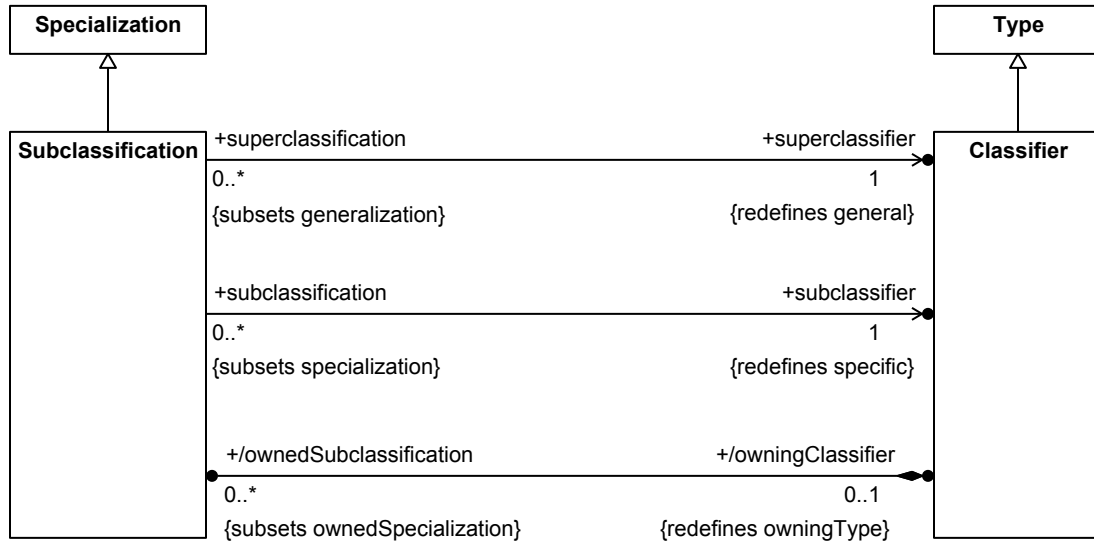 Specialization
Type
Subclassification
Classifier
+superclassification
+superclassifier
0..*
1
{subsets generalization}
{redefines general}
+subclassification
+subclassifier
0..*
1
{subsets specialization}
{redefines specific}
+/ownedSubclassification
+/owningClassifier
0..*
0..1
{subsets ownedSpecialization}
{redefines owningType}